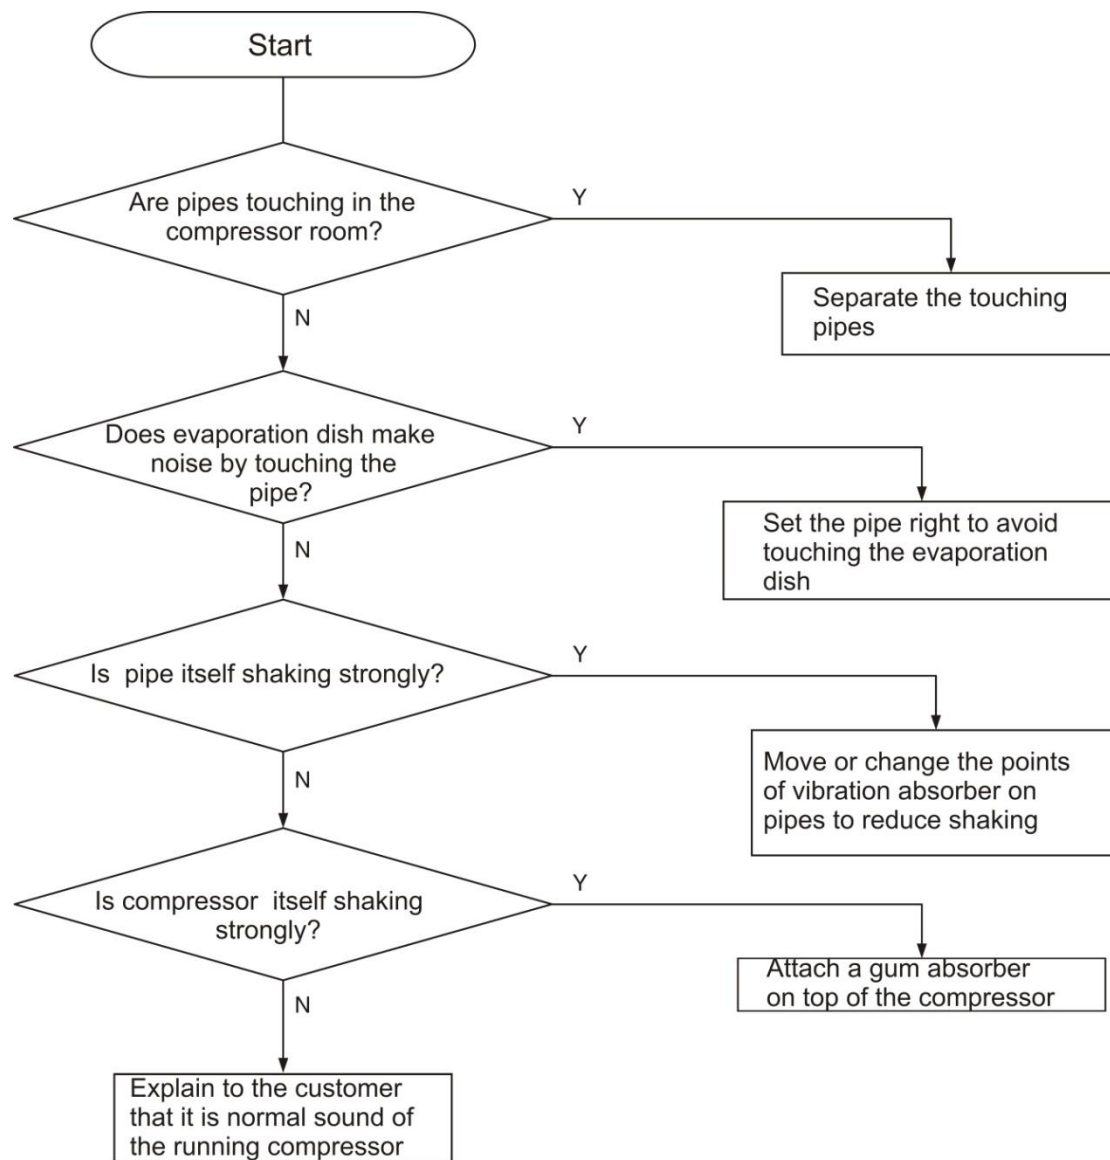 Start
Are pipes touching in the
compressor room?
Y
Separate the touching
pipes
N
Does evaporation dish make
noise by touching the
pipe?
Y
Set the pipe right to avoid
touching the evaporation
dish
N
Is pipe itself shaking strongly?
Y
Move or change the points
of vibration absorber on
pipes to reduce shaking
N
Is compressor itself shaking
strongly?
Y
Attach a gum absorber
on top of the compressor
N
Explain to the customer
that it is normal sound of
the running compressor